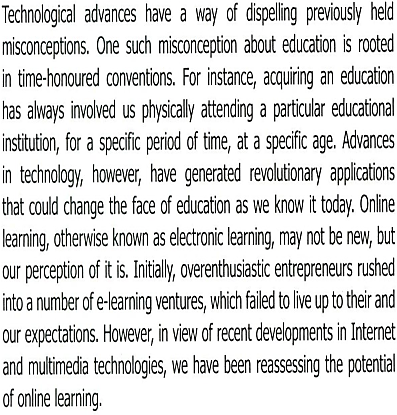 Technological advances have a way of dispelling previously held
misconceptions. One such misconception about education is rooted
in time-honoured conventions. For instance, acquiring an education
has always involved us physically attending a particular educational
institution, for a specific period of time, at a specific age. Advances
in technology, however, have generated revolutionary applications
that could change the face of education as we know it today. Online
learning, otherwise known as electronic learning, may not be new, but
our perception of it is. Initially, overenthusiastic entrepreneurs rushed
into a number of e-learning ventures, which failed to live up to their and
our expectations. However, in view of recent developments in Internet
and multimedia technologies, we have been reassessing the potential
of online learning.